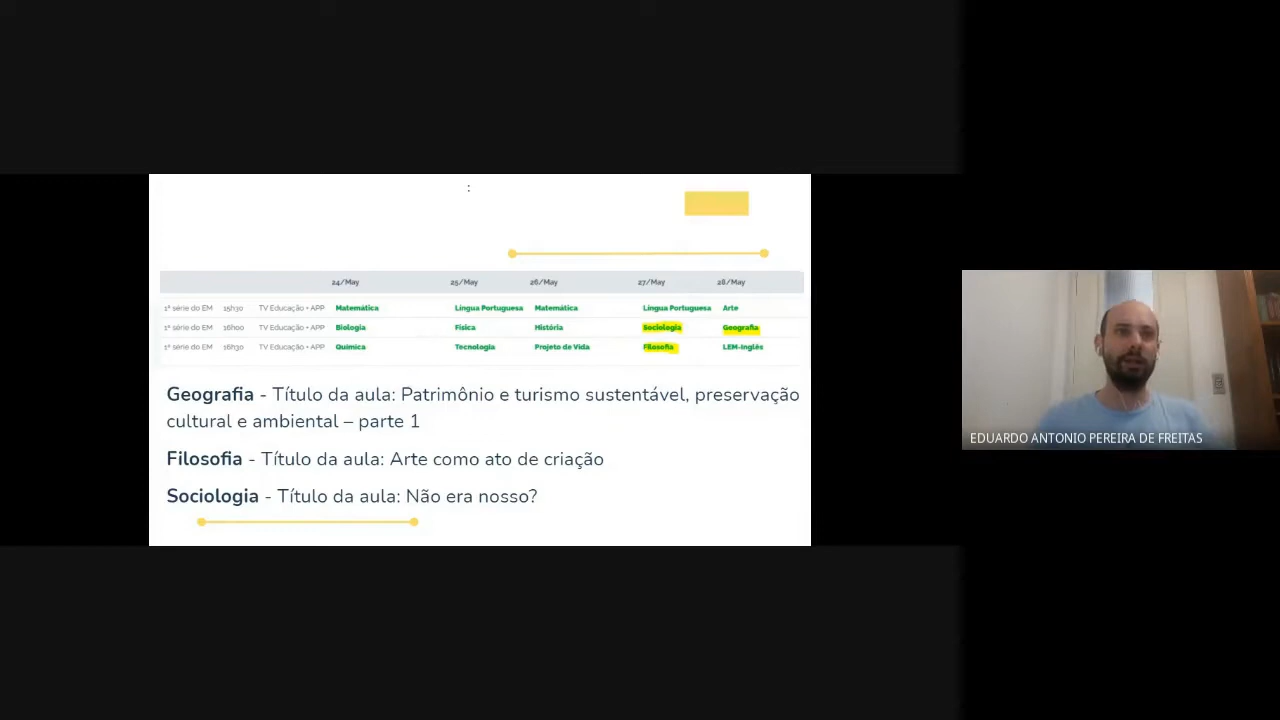 :
24/May 25/May 26/May 27/May 28/May
1ª série do EM 15h30 TV Educação + APP Matemática Língua Portuguesa Matemática Língua Portuguesa Arte
1ª série do EM 16h00 TV Educação + APP Biologia Física História Sociologia Geografia
1ª série do EM 16h30 TV Educação + APP Química Tecnologia Projeto de Vida Filosofia LEM-Inglês
Geografia - Título da aula: Patrimônio e turismo sustentável, preservação
cultural e ambiental – parte 1
Filosofia - Título da aula: Arte como ato de criação
Sociologia - Título da aula: Não era nosso?
EDUARDO ANTONIO PEREIRA DE FREITAS